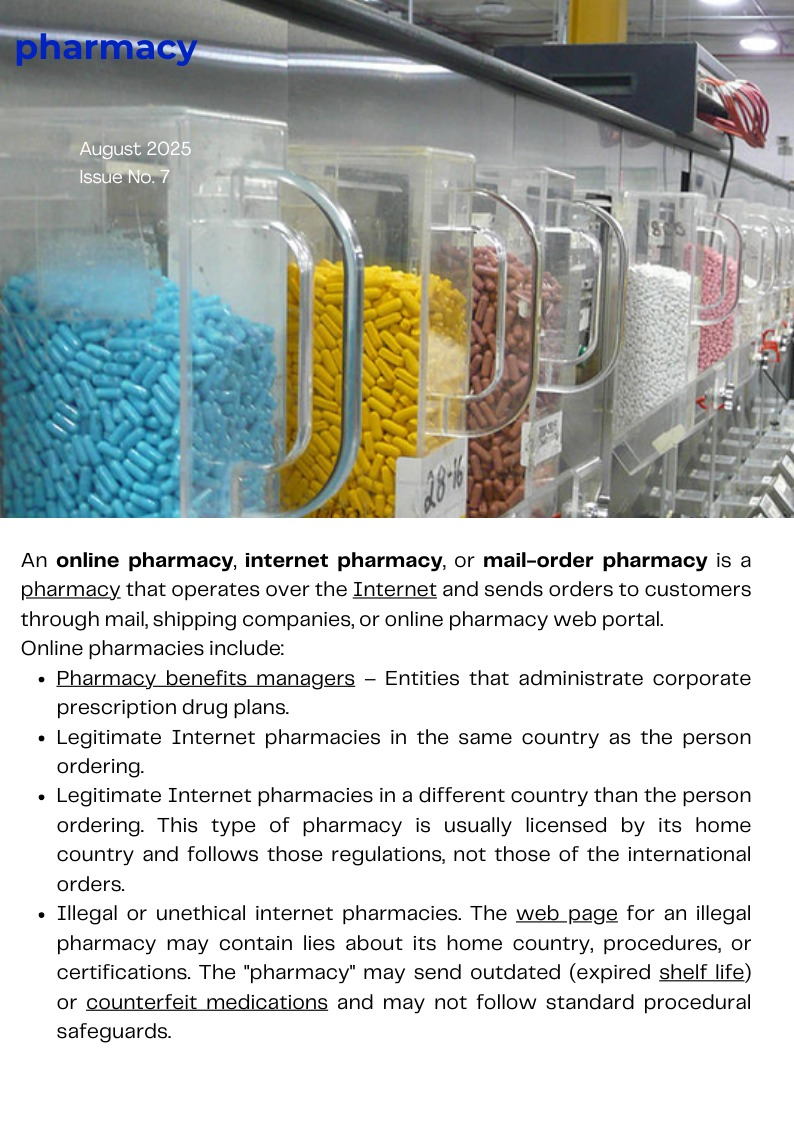 pharmacy
August 2025
Issue No. 7
28-16
An online pharmacy, internet pharmacy, or mail-order pharmacy is a
pharmacy that operates over the Internet and sends orders to customers
through mail, shipping companies, or online pharmacy web portal.
Online pharmacies include:
• Pharmacy benefits managers – Entities that administrate corporate
prescription drug plans.
• Legitimate Internet pharmacies in the same country as the person
ordering.
• Legitimate Internet pharmacies in a different country than the person
ordering. This type of pharmacy is usually licensed by its home
country and follows those regulations, not those of the international
orders.
• Illegal or unethical internet pharmacies. The web page for an illegal
pharmacy may contain lies about its home country, procedures, or
certifications. The "pharmacy" may send outdated (expired shelf life)
or counterfeit medications and may not follow standard procedural
safeguards.